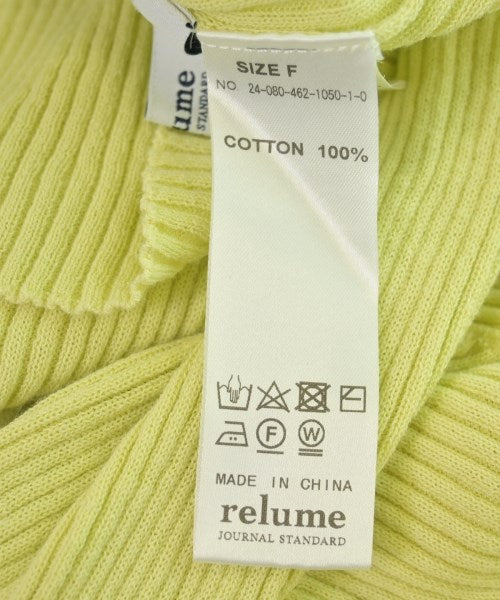 relume
STANDARD
SIZE F
NO. 24-080-462-1050-1-0
COTTON 100%
F
W
MADE IN CHINA
relume
JOURNAL STANDARD